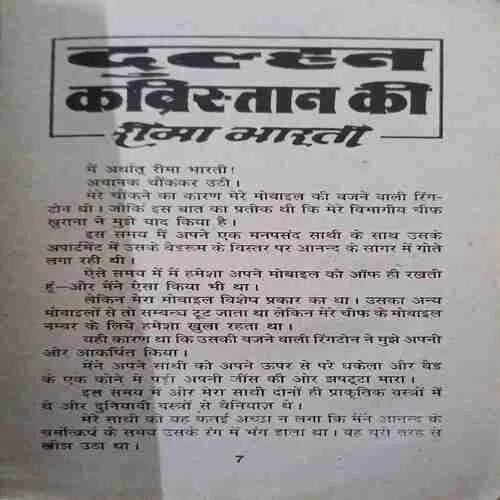 दुल्हन
कब्रिस्तान की
रीमा भारती
मैं अर्थात् रीमा भारती!
अचानक चौंककर उठी।
मेरे चौंकने का कारण मेरे मोबाइल की बजने वाली रिंग-
टोन थी। जोकि इस बात का प्रतीक थी कि मेरे विभागीय चीफ
खुराना ने मुझे याद किया है।
इस समय मैं अपने एक मनपसंद साथी के साथ उसके
अपार्टमेंट में उसके बेडरूम के बिस्तर पर आनन्द के सागर में गोते
लगा रही थी।
ऐसे समय में मैं हमेशा अपने मोबाइल को ऑफ ही रखती
हूं—और मैंने ऐसा किया भी था।
लेकिन मेरा मोबाइल विशेष प्रकार का था। उसका अन्य
मोबाइलों से तो सम्बन्ध टूट जाता था लेकिन मेरे चीफ के मोबाइल
नम्बर के लिये हमेशा खुला रहता था।
यही कारण था कि उसकी बजने वाली रिंगटोन ने मुझे अपनी
ओर आकर्षित किया।
मैंने अपने साथी को अपने ऊपर से परे धकेला और बेड
के एक कोने में पड़ी अपनी जींस की ओर झपट्टा मारा।
इस समय मैं और मेरा साथी दोनों ही प्राकृतिक वस्त्रों में
थे और दुनियावी वस्त्रों से बेनियाज थे।
मेरे साथी को यह कतई अच्छा न लगा कि मैंने आनन्द के
चर्मोत्कर्ष के समय उसके रंग में भंग डाला था। वह पूरी तरह से
खीझ उठा था।
7